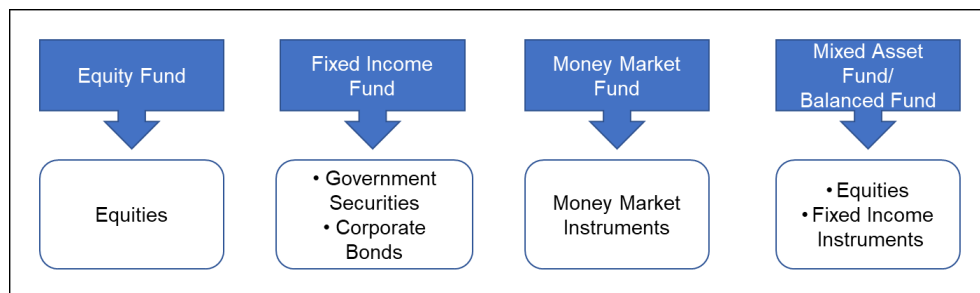 Equity Fund
Fixed Income
Fund
Money Market
Fund
Mixed Asset
Fund/
Balanced Fund
Equities
• Government
Securities
• Corporate
Bonds
Money Market
Instruments
• Equities
• Fixed Income
Instruments